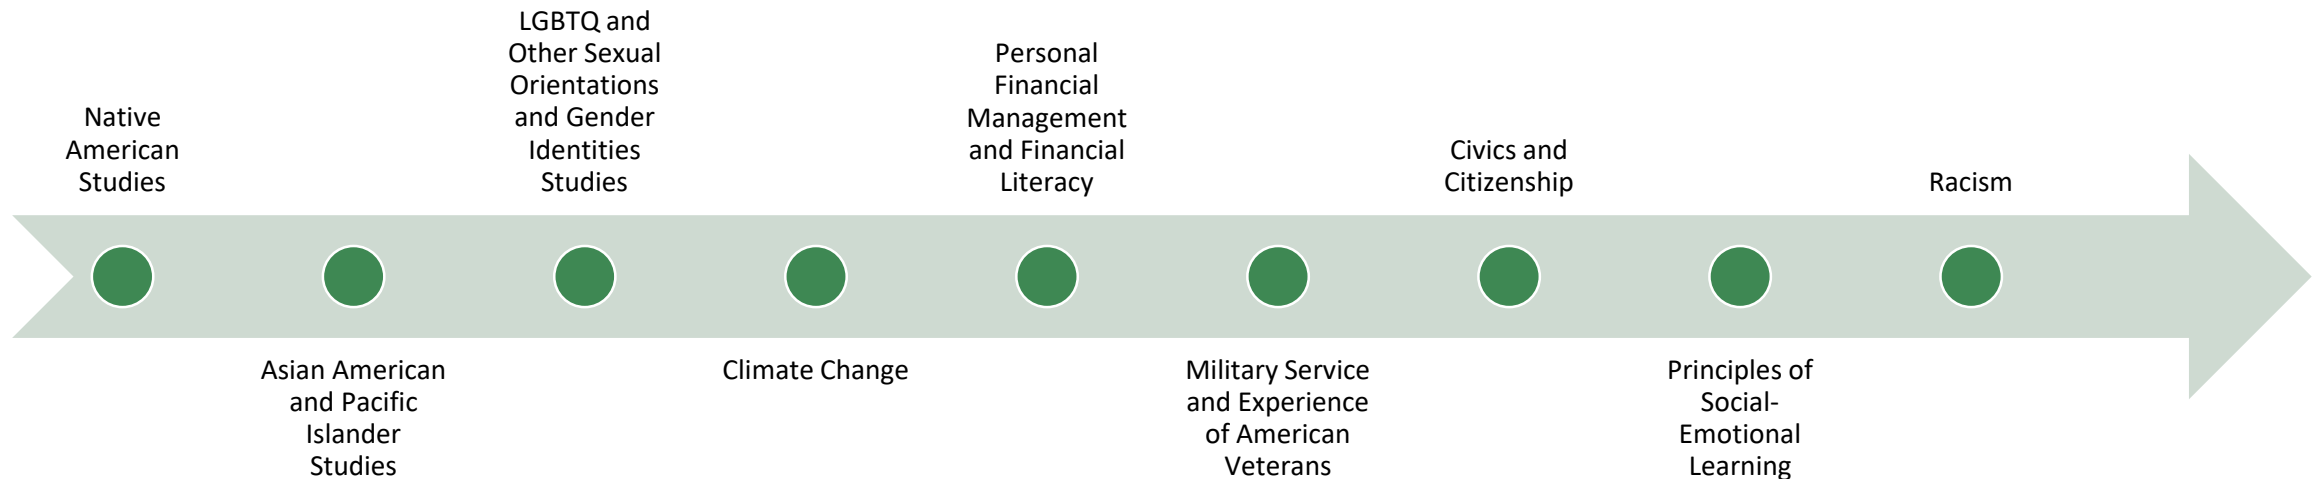 Native
American
Studies
Asian American
and Pacific
Islander
Studies
LGBTQ and
Other Sexual
Orientations
and Gender
Identities
Studies
Climate Change
Personal
Financial
Management
and Financial
Literacy
Military Service
and Experience
of American
Veterans
Civics and
Citizenship
Principles of
Social-
Emotional
Learning
Racism